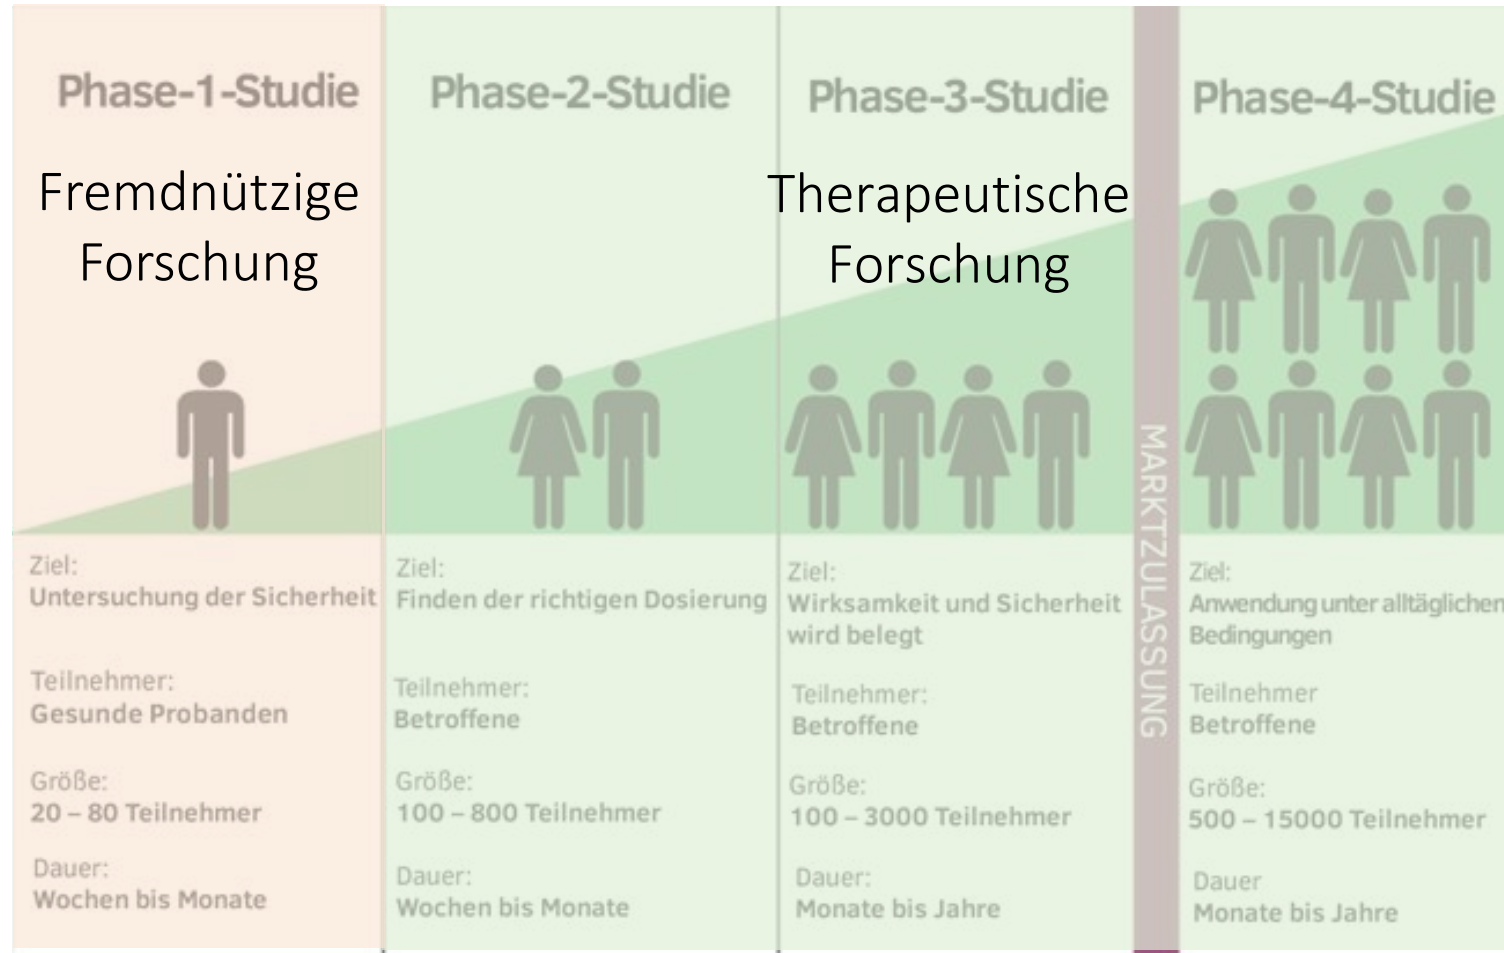 Phase-1-Studie
Fremdnützige
Forschung
Ziel:
Untersuchung der Sicherheit
Teilnehmer:
Gesunde Probanden
Größe:
20 – 80 Teilnehmer
Dauer:
Wochen bis Monate
Phase-2-Studie
Ziel:
Finden der richtigen Dosierung
Teilnehmer:
Betroffene
Größe:
100 – 800 Teilnehmer
Dauer:
Wochen bis Monate
Phase-3-Studie
Therapeutische
Forschung
Ziel:
Wirksamkeit und Sicherheit
wird belegt
Teilnehmer:
Betroffene
Größe:
100 – 3000 Teilnehmer
Dauer:
Monate bis Jahre
MARKTZULASSUNG
Phase-4-Studie
Ziel:
Anwendung unter alltäglichen
Bedingungen
Teilnehmer
Betroffene
Größe:
500 – 15000 Teilnehmer
Dauer
Monate bis Jahre